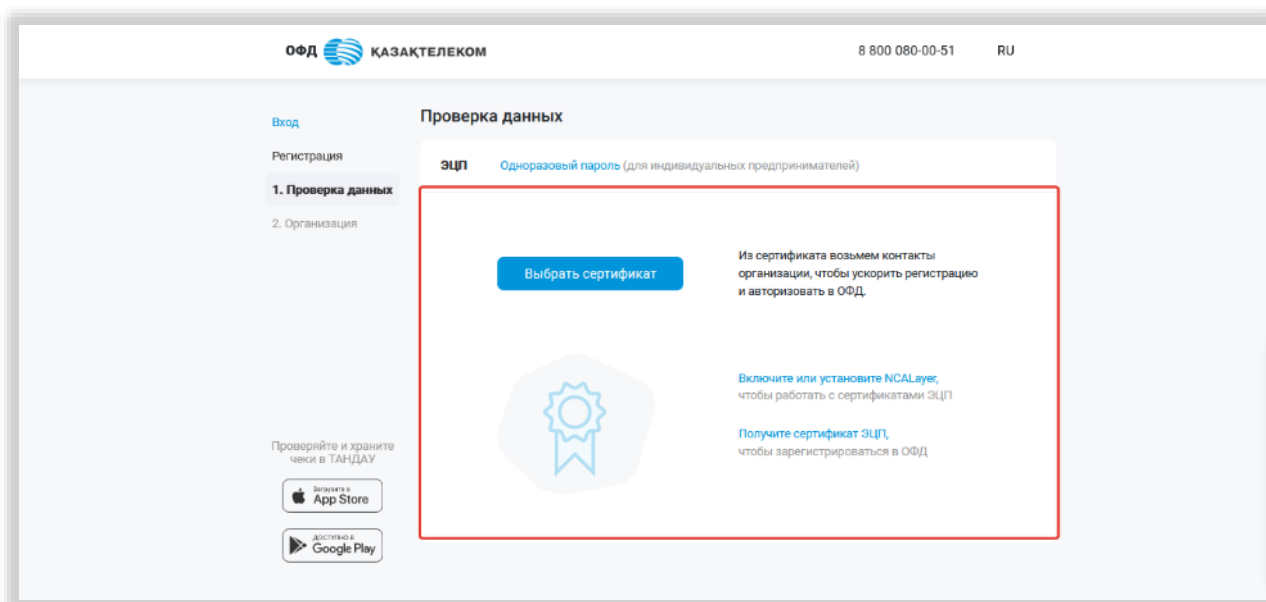 ОФД ҚАЗАҚТЕЛЕКОМ
8 800 080-00-51
RU
Вход
Регистрация
1. Проверка данных
2. Организация
Проверка данных
ЭЦП
Одноразовый пароль (для индивидуальных предпринимателей)
Выбрать сертификат
Из сертификата возьмем контакты
организации, чтобы ускорить регистрацию
и авторизовать в ОФД.
Включите или установите NCALayer,
чтобы работать с сертификатами ЭЦП
Получите сертификат ЭЦП,
чтобы зарегистрироваться в ОФД
Проверяйте и храните
чеки в ТАНДАУ
Загрузите в
App Store
ДОСТУПНО В
Google Play